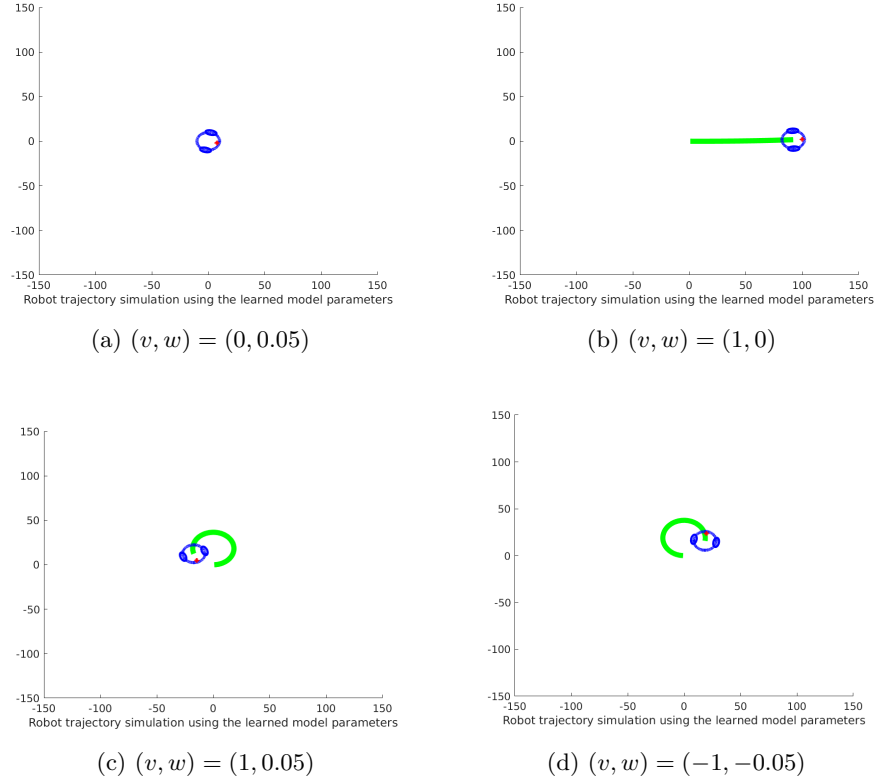 150
100
50
0
-50
-100
-150
-150 -100 -50 0 50 100 150
Robot trajectory simulation using the learned model parameters
(a) (v, w) = (0, 0.05)
150
100
50
0
-50
-100
-150
-150 -100 -50 0 50 100 150
Robot trajectory simulation using the learned model parameters
(b) (v, w) = (1, 0)
150
100
50
0
-50
-100
-150
-150 -100 -50 0 50 100 150
Robot trajectory simulation using the learned model parameters
(c) (v, w) = (1, 0.05)
150
100
50
0
-50
-100
-150
-150 -100 -50 0 50 100 150
Robot trajectory simulation using the learned model parameters
(d) (v, w) = (−1, −0.05)